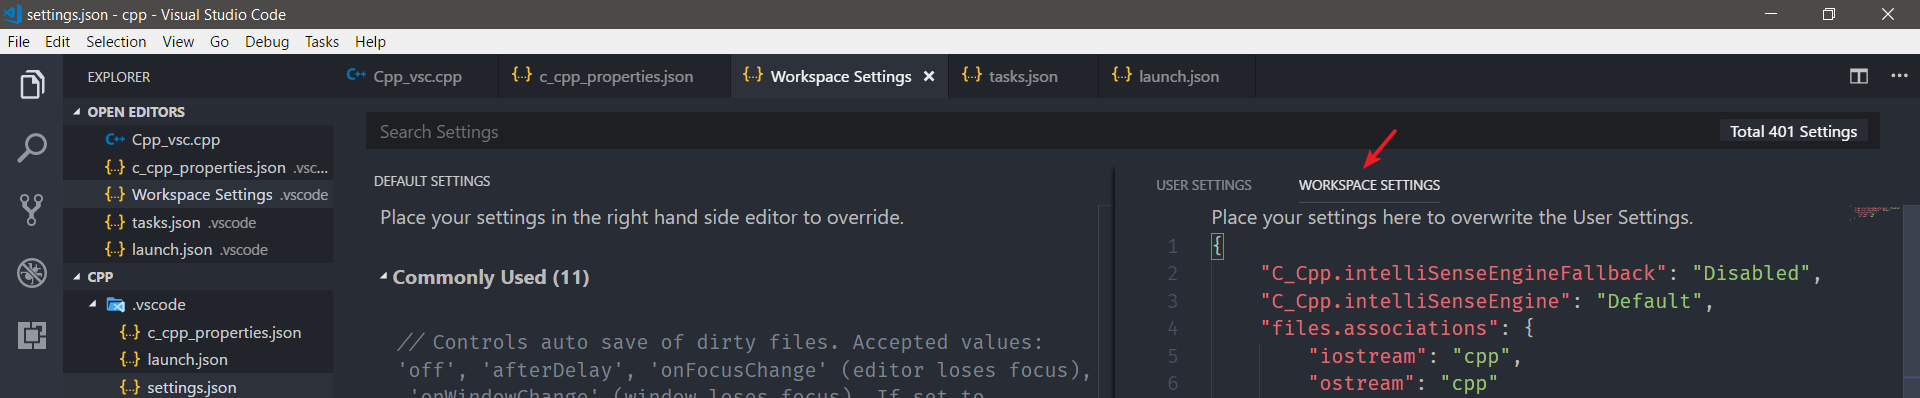 settings.json - cpp - Visual Studio Code
File Edit Selection View Go Debug Tasks Help
EXPLORER
OPEN EDITORS
Cpp_vsc.cpp
c_cpp_properties.json .vsc...
Workspace Settings .vscode
tasks.json .vscode
launch.json .vscode
CPP
.vscode
c_cpp_properties.json
launch.json
settings.json
Cpp_vsc.cpp c_cpp_properties.json Workspace Settings tasks.json launch.json
Search Settings Total 401 Settings
DEFAULT SETTINGS
Place your settings in the right hand side editor to override.
Commonly Used (11)
// Controls auto save of dirty files. Accepted values:
'off', 'afterDelay', 'onFocusChange' (editor loses focus),
'onWindowChange' (window loses focus). If set to
USER SETTINGS WORKSPACE SETTINGS
Place your settings here to overwrite the User Settings.
1 {
2 "C_Cpp.intelliSenseEngineFallback": "Disabled",
3 "C_Cpp.intelliSenseEngine": "Default",
4 "files.associations": {
5 "iostream": "cpp",
6 "ostream": "cpp"